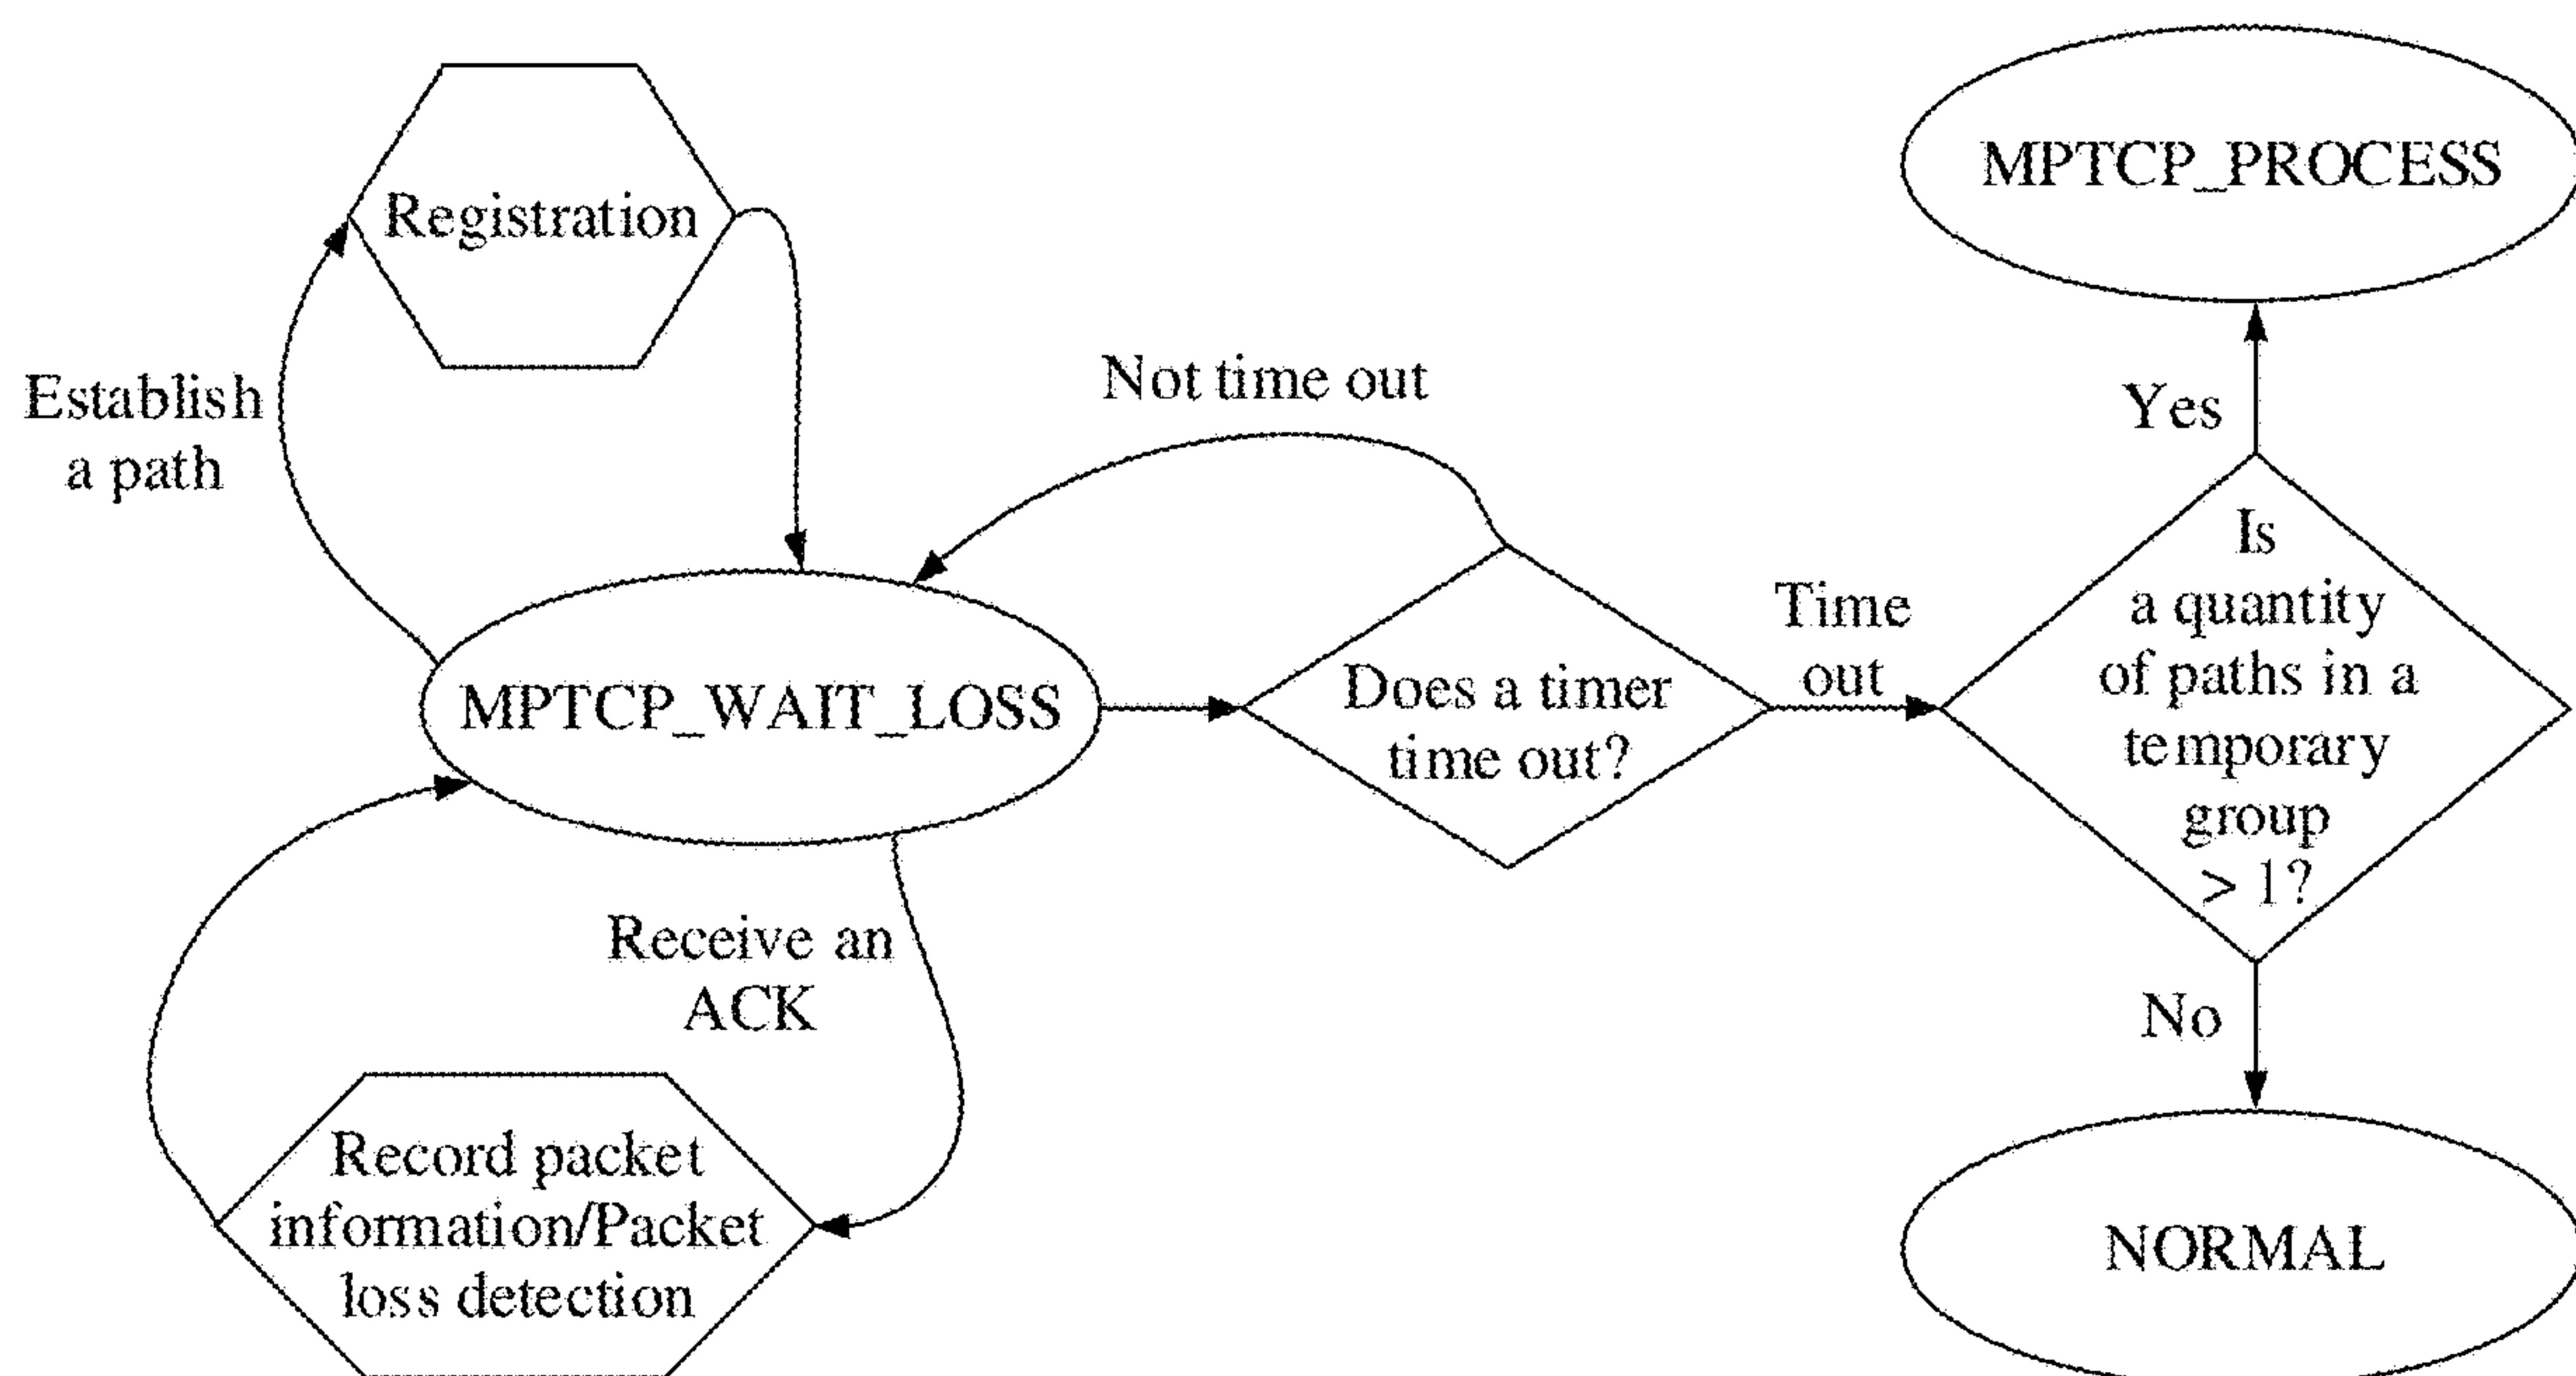 Registration
MPTCP_PROCESS
Establish
a path
Not time out
Yes
MPTCP_WAIT_LOSS
Does a timer
time out?
Time
out
Is
a quantity
of paths in a
temporary
group
> 1?
Receive an
ACK
No
Record packet
information/Packet
loss detection
NORMAL